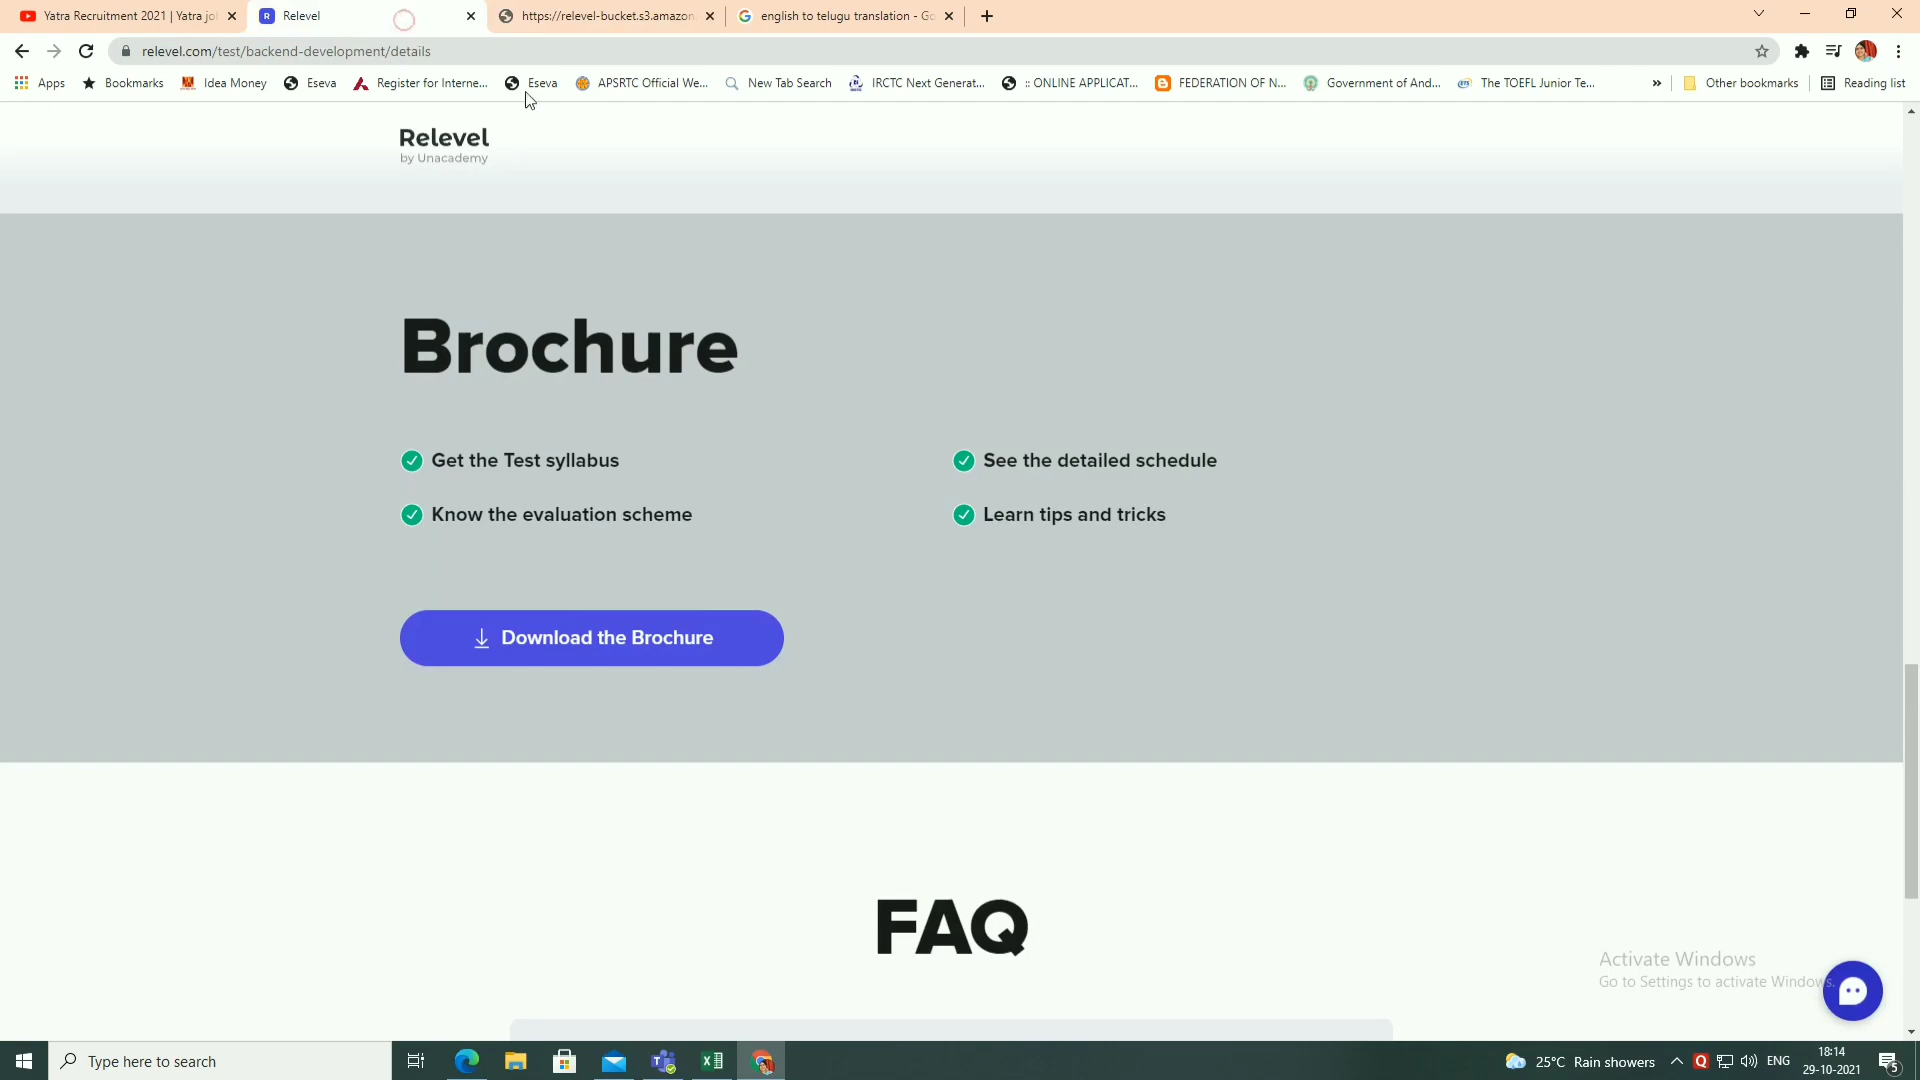 Yatra Recruitment 2021 | Yatra jo
Relevel
https://relevel-bucket.s3.amazon
english to telugu translation - Go
relevel.com/test/backend-development/details
Apps
Bookmarks
Idea Money
Eseva
Register for Interne...
Eseva
APSRTC Official We...
New Tab Search
IRCTC Next Generat...
:: ONLINE APPLICAT...
FEDERATION OF N...
Government of And...
The TOEFL Junior Te...
»
Other bookmarks
Reading list
Relevel
by Unacademy
Brochure
Get the Test syllabus
See the detailed schedule
Know the evaluation scheme
Learn tips and tricks
Download the Brochure
FAQ
Activate Windows
Go to Settings to activate Windows.
Type here to search
25°C Rain showers
ENG
18:14
29-10-2021
5